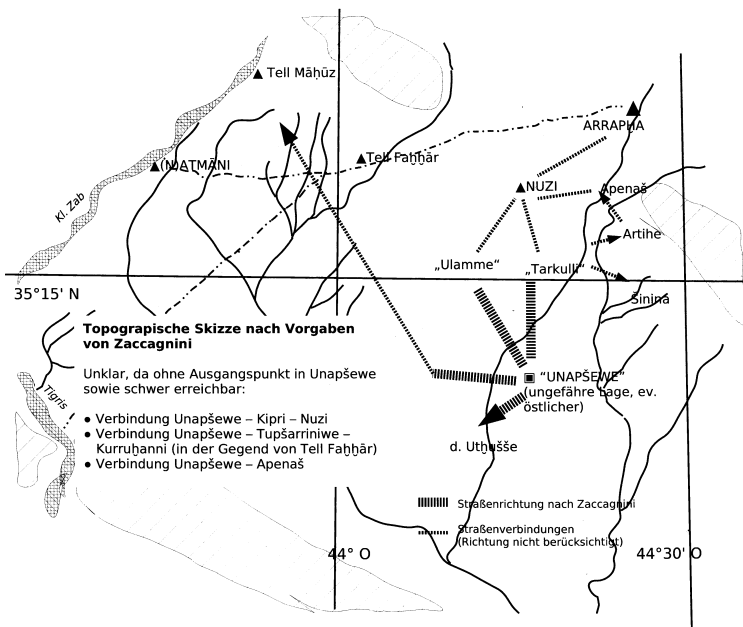 Tell Māḥūz
ARRAPḪA
Tell Faḫḫār
(N)ATMĀNI
NUZI
Apenaš
Kl. Zab
Artiḫe
„Ulamme“
„Tarkulli“
35°15' N
Šinina
Topograpische Skizze nach Vorgaben
von Zaccagnini
Unklar, da ohne Ausgangspunkt in Unapšewe
sowie schwer erreichbar:
• Verbindung Unapšewe – Kipri – Nuzi
• Verbindung Unapšewe – Tupšarriniwe –
Kurruḫanni (in der Gegend von Tell Faḫḫār)
• Verbindung Unapšewe – Apenaš
Tigris
“UNAPŠEWE”
(ungefähre Lage, ev.
östlicher)
d. Utḫušše
Straßenrichtung nach Zaccagnini
Straßenverbindungen
(Richtung nicht berücksichtigt)
44° O
44°30' O